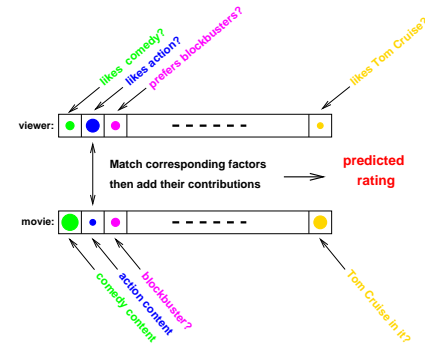 likes comedy?
likes action?
prefers blockbusters?
likes Tom Cruise?
viewer:
Match corresponding factors
then add their contributions
predicted
rating
movie:
comedy content
action content
blockbuster?
Tom Cruise in it?